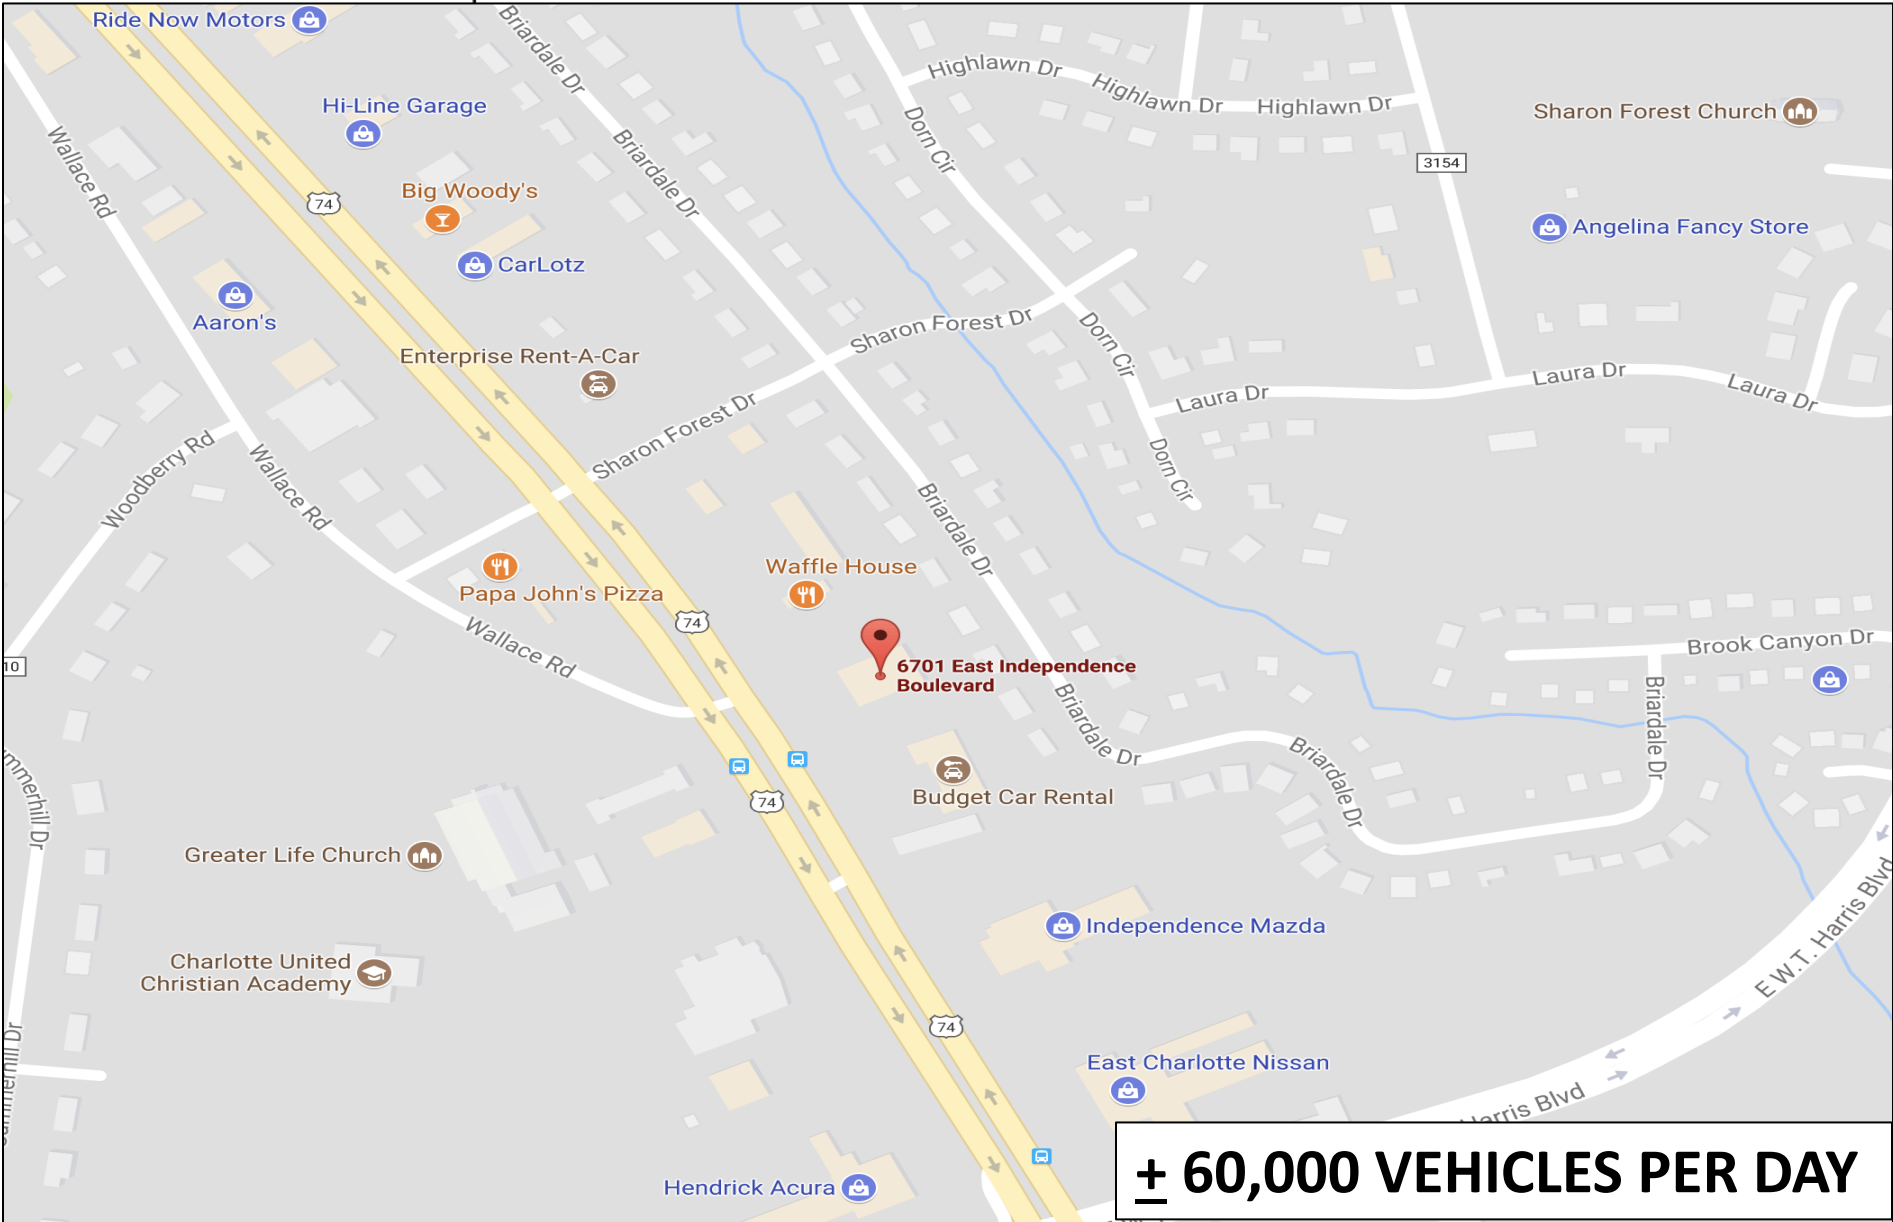 Ride Now Motors
Briardale Dr
Highlawn Dr
Highlawn Dr
Highlawn Dr
Hi-Line Garage
Sharon Forest Church
Wallace Rd
Briardale Dr
Dorn Cir
3154
Big Woody's
74
Angelina Fancy Store
CarLotz
Aaron's
Sharon Forest Dr
Dorn Cir
Enterprise Rent-A-Car
Laura Dr
Laura Dr
Laura Dr
Sharon Forest Dr
Woodberry Rd
Wallace Rd
Dorn Cir
Briardale Dr
Waffle House
Papa John's Pizza
74
Wallace Rd
10
6701 East Independence
Boulevard
Brook Canyon Dr
Briardale Dr
Briardale Dr
Briardale Dr
Budget Car Rental
74
mmerhill Dr
Greater Life Church
Independence Mazda
E W.T. Harris Blvd
Charlotte United
Christian Academy
74
Summerhill Dr
East Charlotte Nissan
Harris Blvd
Hendrick Acura
± 60,000 VEHICLES PER DAY